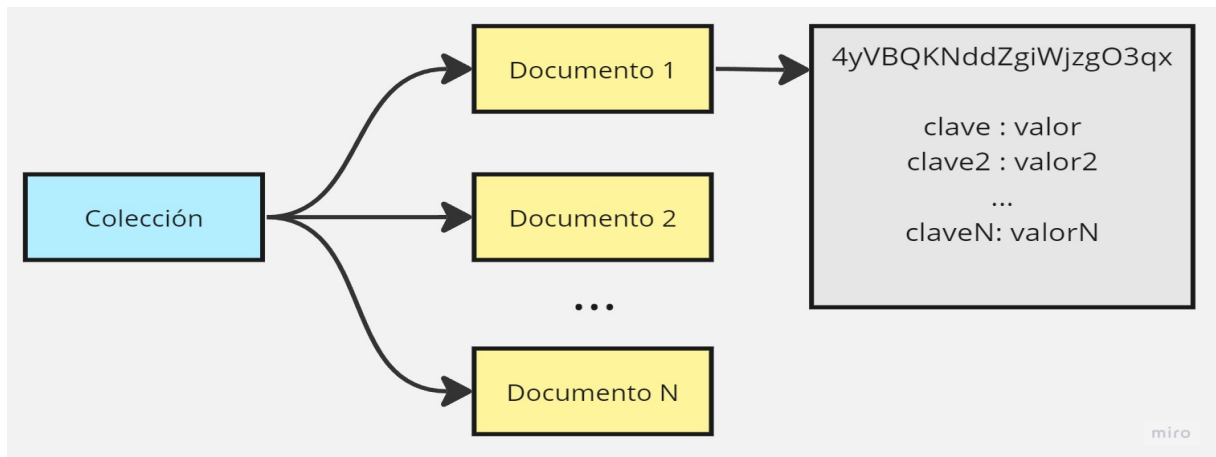 Colección
Documento 1
Documento 2
...
Documento N
4yVBQKNddZgiWjzgO3qx
clave : valor
clave2 : valor2
...
claveN: valorN
miro